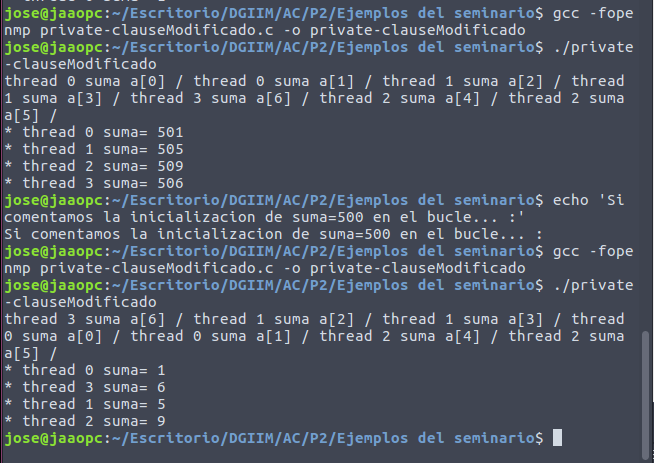 jose@jaaopc:~/Escritorio/DGIIM/AC/P2/Ejemplos del seminario$ gcc -fope
nmp private-clauseModificado.c -o private-clauseModificado
jose@jaaopc:~/Escritorio/DGIIM/AC/P2/Ejemplos del seminario$ ./private
-clauseModificado
thread 0 suma a[0] / thread 0 suma a[1] / thread 1 suma a[2] / thread
1 suma a[3] / thread 3 suma a[6] / thread 2 suma a[4] / thread 2 suma
a[5] /
* thread 0 suma= 501
* thread 1 suma= 505
* thread 2 suma= 509
* thread 3 suma= 506
jose@jaaopc:~/Escritorio/DGIIM/AC/P2/Ejemplos del seminario$ echo 'Si
comentamos la inicializacion de suma=500 en el bucle... :'
Si comentamos la inicializacion de suma=500 en el bucle... :
jose@jaaopc:~/Escritorio/DGIIM/AC/P2/Ejemplos del seminario$ gcc -fope
nmp private-clauseModificado.c -o private-clauseModificado
jose@jaaopc:~/Escritorio/DGIIM/AC/P2/Ejemplos del seminario$ ./private
-clauseModificado
thread 3 suma a[6] / thread 1 suma a[2] / thread 1 suma a[3] / thread
0 suma a[0] / thread 0 suma a[1] / thread 2 suma a[4] / thread 2 suma
a[5] /
* thread 0 suma= 1
* thread 3 suma= 6
* thread 1 suma= 5
* thread 2 suma= 9
jose@jaaopc:~/Escritorio/DGIIM/AC/P2/Ejemplos del seminario$